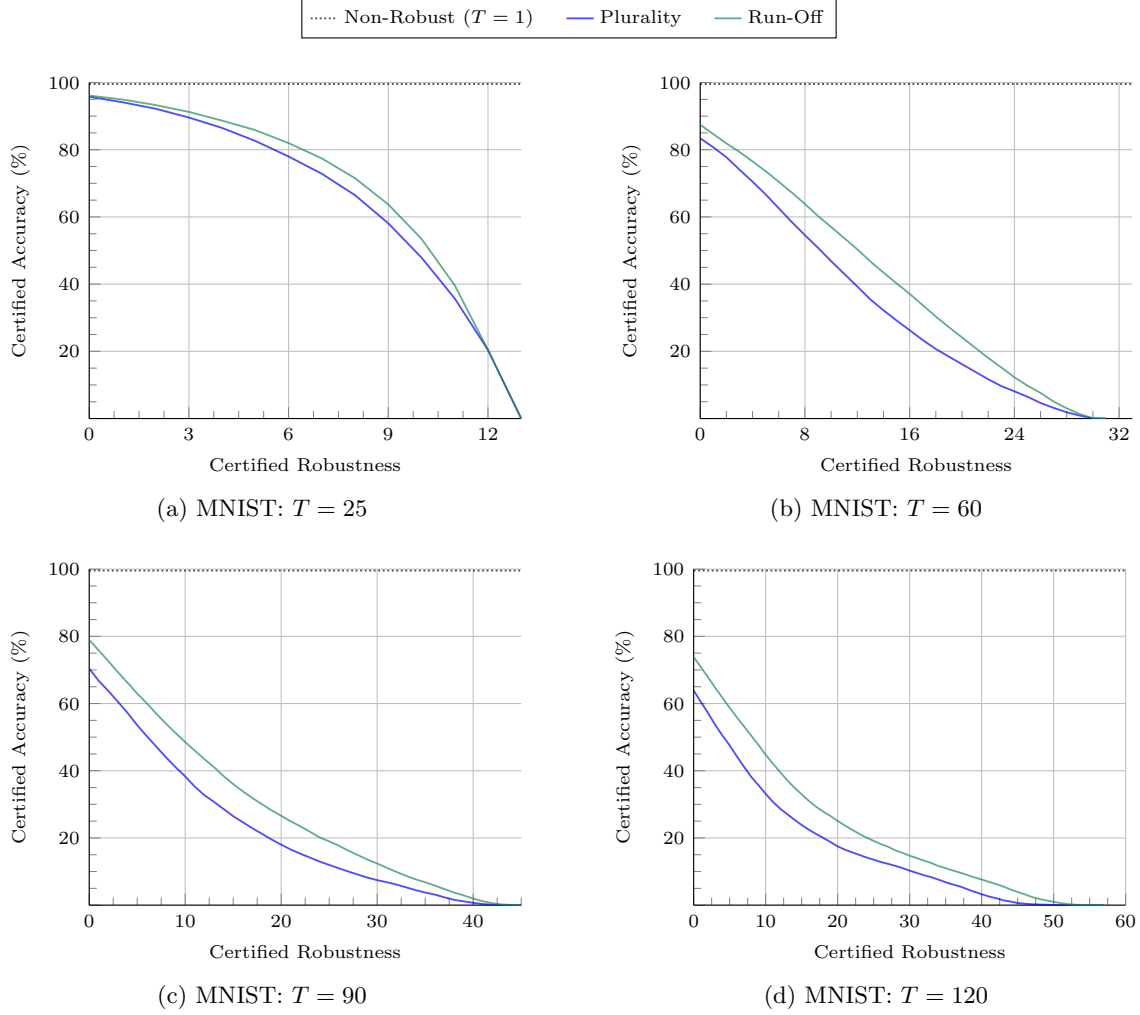 Non-Robust (T = 1) Plurality Run-Off
100
80
60
40
20
Certified Accuracy (%)
0 3 6 9 12
Certified Robustness
(a) MNIST: T = 25
100
80
60
40
20
Certified Accuracy (%)
0 8 16 24 32
Certified Robustness
(b) MNIST: T = 60
100
80
60
40
20
Certified Accuracy (%)
0 10 20 30 40
Certified Robustness
(c) MNIST: T = 90
100
80
60
40
20
Certified Accuracy (%)
0 10 20 30 40 50 60
Certified Robustness
(d) MNIST: T = 120